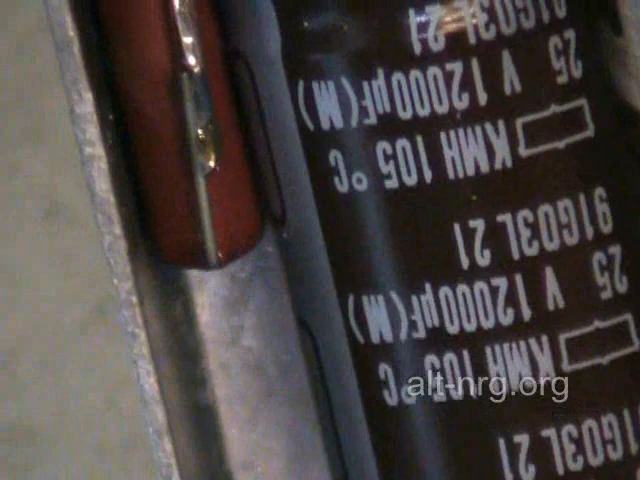 91G03L 21
KMH 105 °C
25 V 12000µF(M)
91G03L 21
KMH 105 °C
25 V 12000µF(M)
91G03L 21
alt-nrg.org